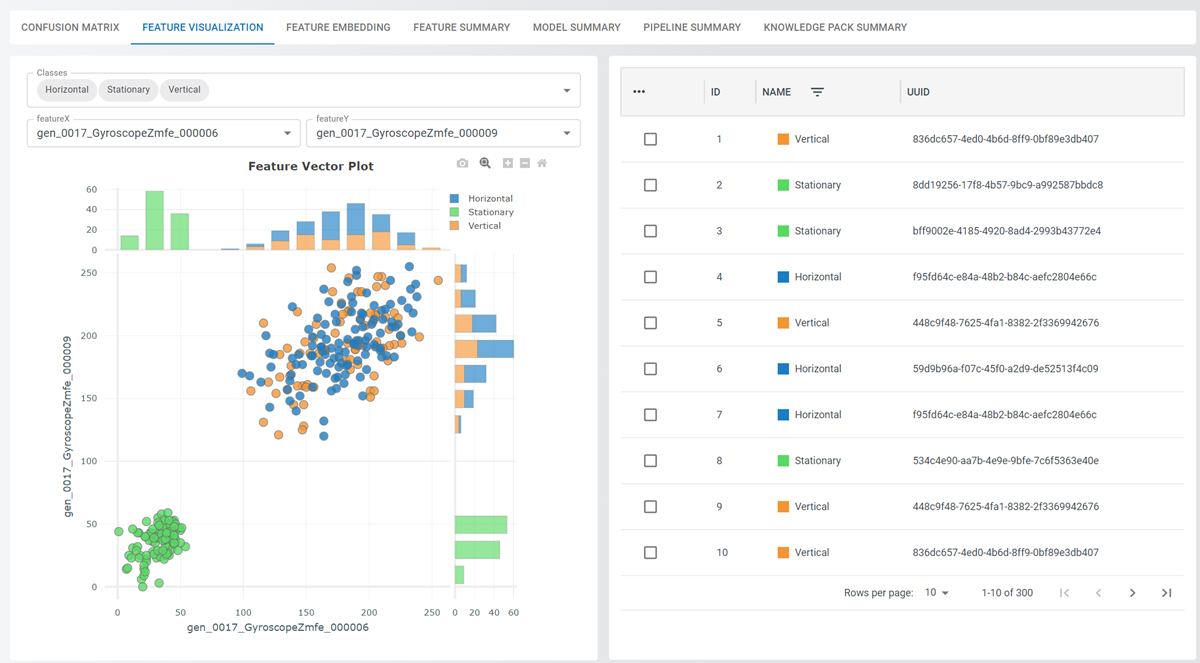 CONFUSION MATRIX FEATURE VISUALIZATION FEATURE EMBEDDING FEATURE SUMMARY MODEL SUMMARY PIPELINE SUMMARY KNOWLEDGE PACK SUMMARY
Classes
Horizontal Stationary Vertical
featureX featureY
gen_0017_GyroscopeZmfe_000006 gen_0017_GyroscopeZmfe_000009
Feature Vector Plot
60
40
20
0
Horizontal
Stationary
Vertical
250
200
150
100
50
0
gen_0017_GyroscopeZmfe_000009
0 50 100 150 200 250 0 20 40 60
gen_0017_GyroscopeZmfe_000006
••• ID NAME UUID
1 Vertical 836dc657-4ed0-4b6d-8ff9-0bf89e3db407
2 Stationary 8dd19256-17f8-4b57-9bc9-a992587bbdc8
3 Stationary bff9002e-4185-4920-8ad4-2993b43772e4
4 Horizontal f95fd64c-e84a-48b2-b84c-aefc2804e66c
5 Vertical 448c9f48-7625-4fa1-8382-2f3369942676
6 Horizontal 59d9b96a-f07c-45f0-a2d9-de52513f4c09
7 Horizontal f95fd64c-e84a-48b2-b84c-aefc2804e66c
8 Stationary 534c4e90-aa7b-4e9e-9bfe-7c6f5363e40e
9 Vertical 448c9f48-7625-4fa1-8382-2f3369942676
10 Vertical 836dc657-4ed0-4b6d-8ff9-0bf89e3db407
Rows per page: 10 1-10 of 300